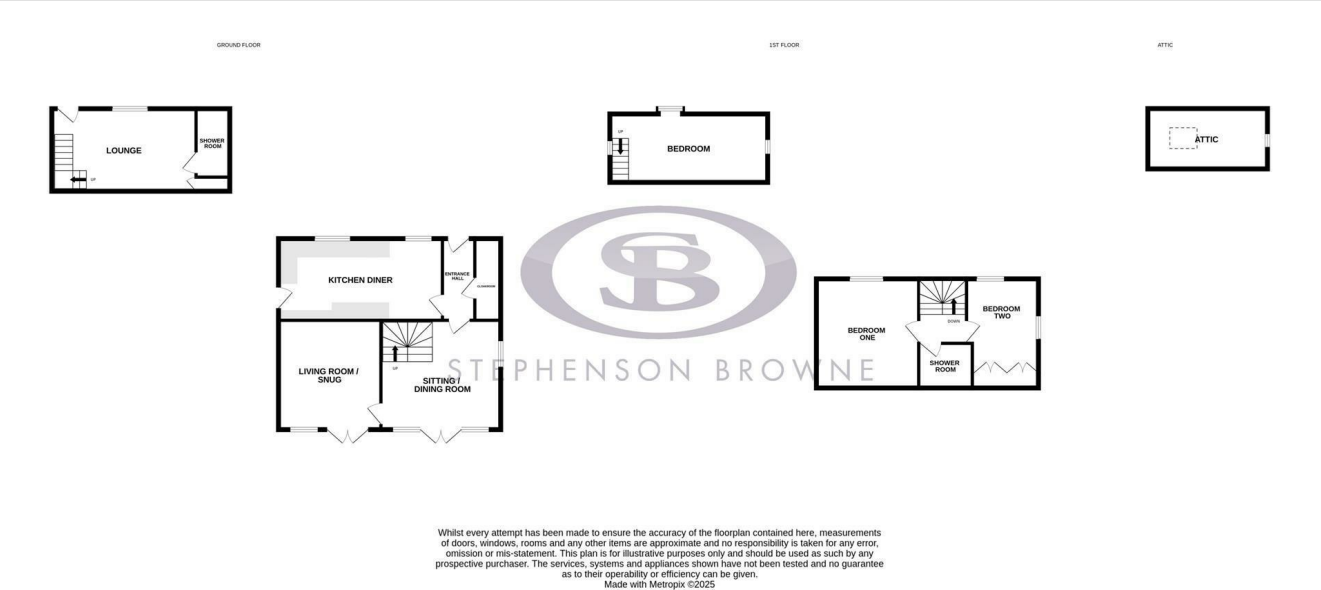 GROUND FLOOR
1ST FLOOR
ATTIC
LOUNGE
SHOWER
ROOM
UP
UP
BEDROOM
ATTIC
KITCHEN DINER
ENTRANCE
HALL
CLOAKROOM
LIVING ROOM /
SNUG
UP
SITTING /
DINING ROOM
BEDROOM
ONE
DOWN
BEDROOM
TWO
SHOWER
ROOM
SB
STEPHENSON BROWNE
Whilst every attempt has been made to ensure the accuracy of the floorplan contained here, measurements
of doors, windows, rooms and any other items are approximate and no responsibility is taken for any error,
omission or mis-statement. This plan is for illustrative purposes only and should be used as such by any
prospective purchaser. The services, systems and appliances shown have not been tested and no guarantee
as to their operability or efficiency can be given.
Made with Metropix ©2025